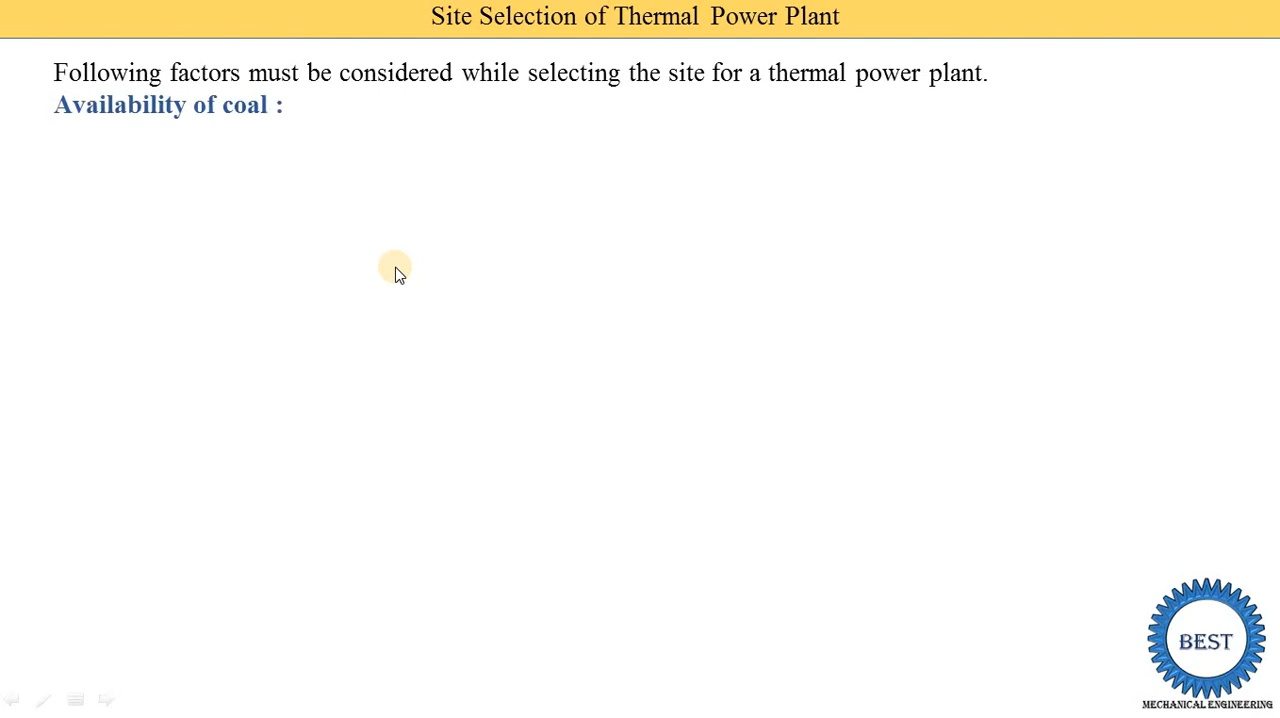 Site Selection of Thermal Power Plant
Following factors must be considered while selecting the site for a thermal power plant.
Availability of coal :
BEST
MECHANICAL ENGINEERING